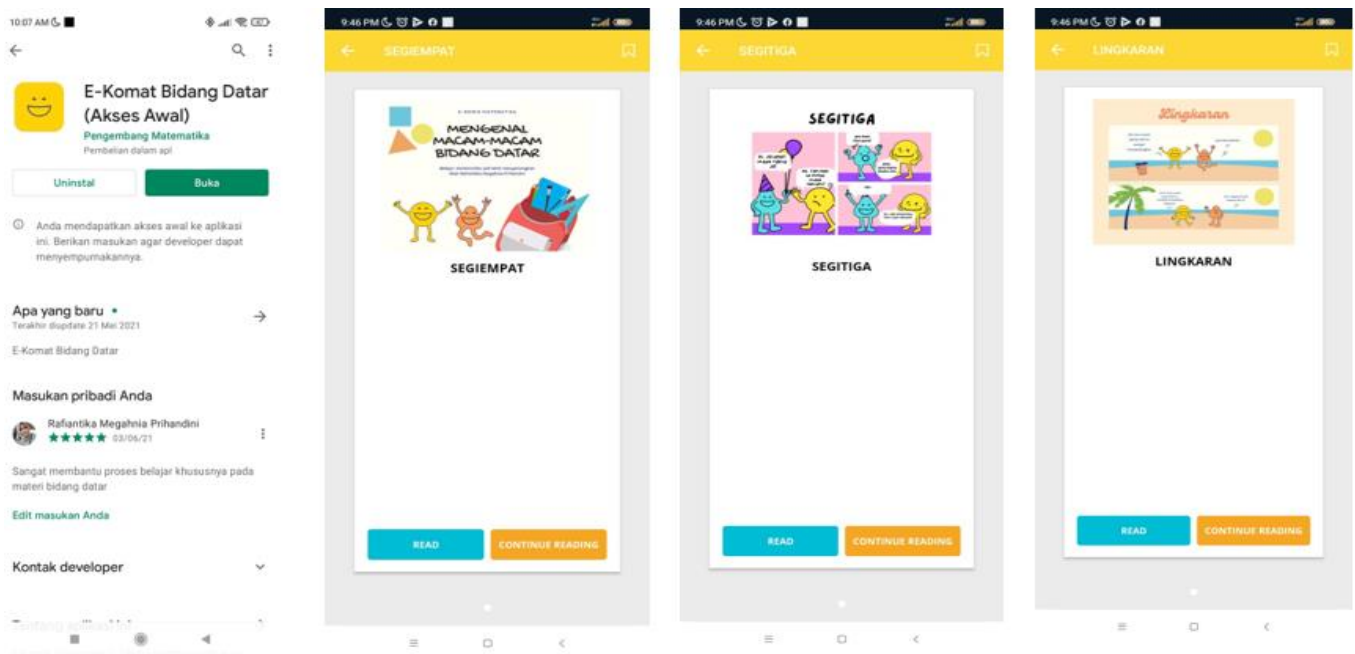 10:07 AM
E-Komat Bidang Datar
(Akses Awal)
Pengembang Matematika
Pembelian dalam apl
Uninstal
Buka
Anda mendapatkan akses awal ke aplikasi
ini. Berikan masukan agar developer dapat
menyempurnakannya.
Apa yang baru
Terakhir diupdate 21 Mei 2021
E-Komat Bidang Datar
Masukan pribadi Anda
Rafiantika Megahnia Prihandini
03/06/21
Sangat membantu proses belajar khususnya pada
materi bidang datar
Edit masukan Anda
Kontak developer
9:46 PM
SEGIEMPAT
MENGENAL
MACAM-MACAM
BIDANG DATAR
SEGIEMPAT
READ
CONTINUE READING
9:46 PM
SEGITIGA
SEGITIGA
SEGITIGA
READ
CONTINUE READING
9:46 PM
LINGKARAN
Lingkaran
LINGKARAN
READ
CONTINUE READING